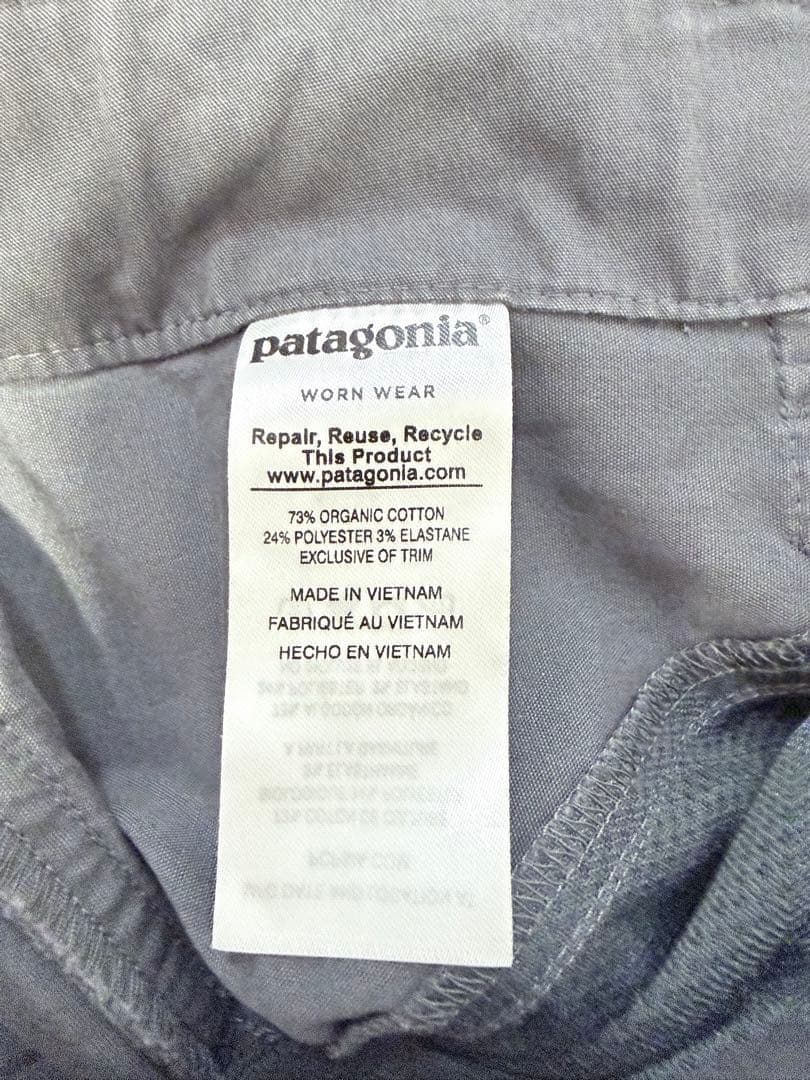 patagonia®
WORN WEAR
Repair, Reuse, Recycle
This Product
www.patagonia.com
73% ORGANIC COTTON
24% POLYESTER 3% ELASTANE
EXCLUSIVE OF TRIM
MADE IN VIETNAM
FABRIQUÉ AU VIETNAM
HECHO EN VIETNAM